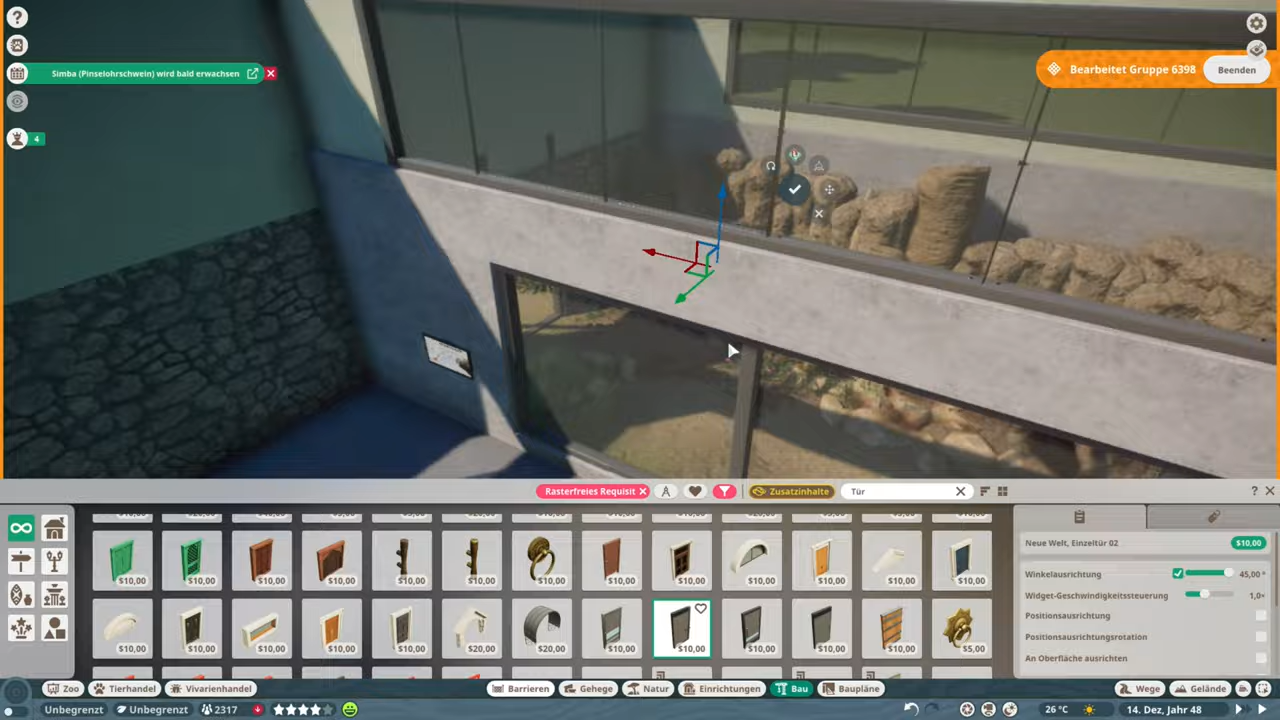 ?
Simba (Pinselohrschwein) wird bald erwachsen
4
Bearbeitet Gruppe 6398
Beenden
Rasterfreies Requisit
Zusatzinhalte
Tür
?
$10,00 $10,00 $10,00 $10,00 $10,00 $10,00 $10,00 $10,00 $10,00 $10,00 $10,00 $10,00 $10,00
$10,00 $10,00 $10,00 $10,00 $10,00 $20,00 $20,00 $10,00 $10,00 $10,00 $10,00 $10,00 $5,00
Neue Welt, Einzeltür 02
$10,00
Winkelausrichtung
45,00°
Widget-Geschwindigkeitssteuerung
1,0×
Positionsausrichtung
Positionsausrichtungsrotation
An Oberfläche ausrichten
Zoo
Tierhandel
Vivarienhandel
Barrieren
Gehege
Natur
Einrichtungen
Bau
Baupläne
Wege
Gelände
Unbegrenzt
Unbegrenzt
2317
26 °C
14. Dez, Jahr 48